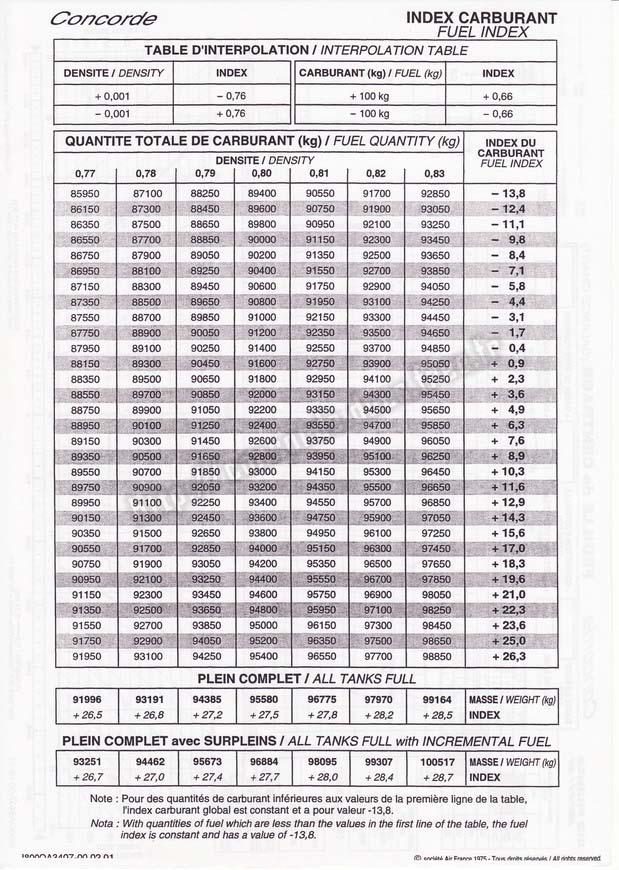 Concorde
INDEX CARBURANT
FUEL INDEX
TABLE D'INTERPOLATION / INTERPOLATION TABLE
DENSITE / DENSITY INDEX CARBURANT (kg) / FUEL (kg) INDEX
+ 0,001 − 0,76 + 100 kg + 0,66
− 0,001 + 0,76 − 100 kg − 0,66
QUANTITE TOTALE DE CARBURANT (kg) / FUEL QUANTITY (kg)
INDEX DU
CARBURANT
FUEL INDEX
DENSITE / DENSITY
0,77 0,78 0,79 0,80 0,81 0,82 0,83
85950 87100 88250 89400 90550 91700 92850 − 13,8
86150 87300 88450 89600 90750 91900 93050 − 12,4
86350 87500 88650 89800 90950 92100 93250 − 11,1
86550 87700 88850 90000 91150 92300 93450 − 9,8
86750 87900 89050 90200 91350 92500 93650 − 8,4
86950 88100 89250 90400 91550 92700 93850 − 7,1
87150 88300 89450 90600 91750 92900 94050 − 5,8
87350 88500 89650 90800 91950 93100 94250 − 4,4
87550 88700 89850 91000 92150 93300 94450 − 3,1
87750 88900 90050 91200 92350 93500 94650 − 1,7
87950 89100 90250 91400 92550 93700 94850 − 0,4
88150 89300 90450 91600 92750 93900 95050 + 0,9
88350 89500 90650 91800 92950 94100 95250 + 2,3
88550 89700 90850 92000 93150 94300 95450 + 3,6
88750 89900 91050 92200 93350 94500 95650 + 4,9
88950 90100 91250 92400 93550 94700 95850 + 6,3
89150 90300 91450 92600 93750 94900 96050 + 7,6
89350 90500 91650 92800 93950 95100 96250 + 8,9
89550 90700 91850 93000 94150 95300 96450 + 10,3
89750 90900 92050 93200 94350 95500 96650 + 11,6
89950 91100 92250 93400 94550 95700 96850 + 12,9
90150 91300 92450 93600 94750 95900 97050 + 14,3
90350 91500 92650 93800 94950 96100 97250 + 15,6
90550 91700 92850 94000 95150 96300 97450 + 17,0
90750 91900 93050 94200 95350 96500 97650 + 18,3
90950 92100 93250 94400 95550 96700 97850 + 19,6
91150 92300 93450 94600 95750 96900 98050 + 21,0
91350 92500 93650 94800 95950 97100 98250 + 22,3
91550 92700 93850 95000 96150 97300 98450 + 23,6
91750 92900 94050 95200 96350 97500 98650 + 25,0
91950 93100 94250 95400 96550 97700 98850 + 26,3
PLEIN COMPLET / ALL TANKS FULL
91996 93191 94385 95580 96775 97970 99164 MASSE / WEIGHT (kg)
+ 26,5 + 26,8 + 27,2 + 27,5 + 27,8 + 28,2 + 28,5 INDEX
PLEIN COMPLET avec SURPLEINS / ALL TANKS FULL with INCREMENTAL FUEL
93251 94462 95673 96884 98095 99307 100517 MASSE / WEIGHT (kg)
+ 26,7 + 27,0 + 27,4 + 27,7 + 28,0 + 28,4 + 28,7 INDEX
Note : Pour des quantités de carburant inférieures aux valeurs de la première ligne de la table,
l'index carburant global est constant et a pour valeur -13,8.
Nota : With quantities of fuel which are less than the values in the first line of the table, the fuel
index is constant and has a value of -13,8.
© société Air France 1975 - Tous droits réservés / All rights reserved.